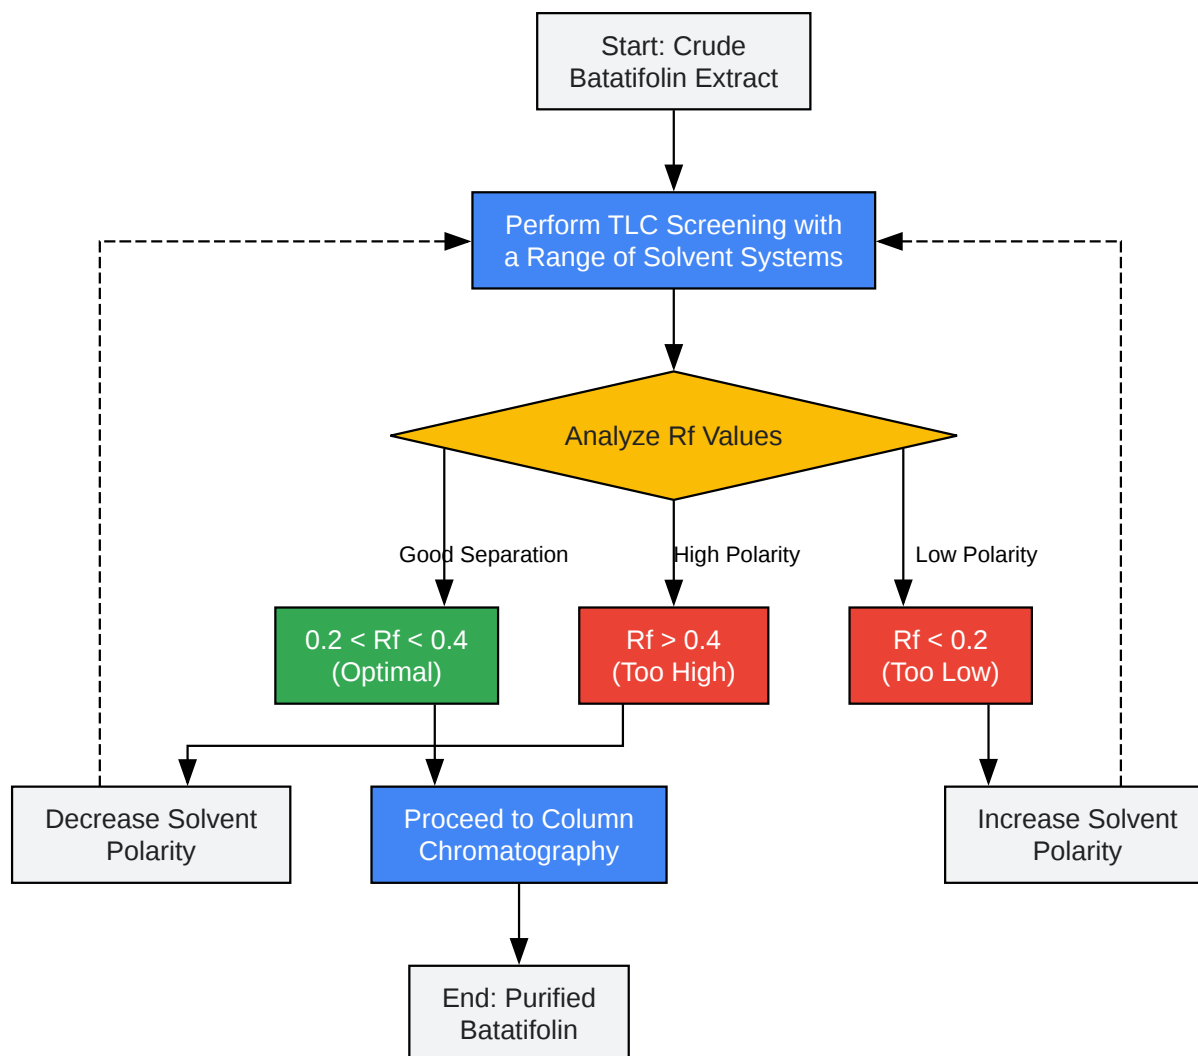 Start: Crude
Batatifolin Extract
Perform TLC Screening with
a Range of Solvent Systems
Analyze Rf Values
Good Separation
High Polarity
Low Polarity
0.2 < Rf < 0.4
(Optimal)
Rf > 0.4
(Too High)
Rf < 0.2
(Too Low)
Decrease Solvent
Polarity
Proceed to Column
Chromatography
Increase Solvent
Polarity
End: Purified
Batatifolin